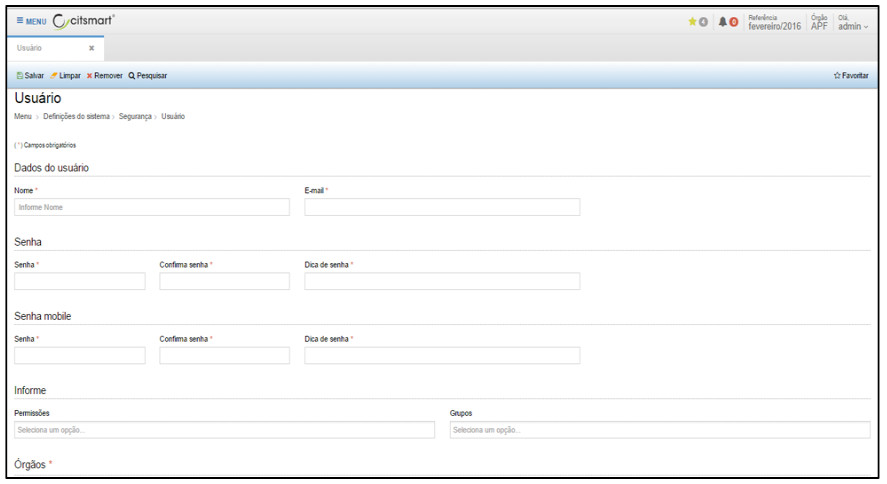 MENU citsmart
4 0 Referência fevereiro/2016 Órgão APF Olá, admin
Usuário x
Salvar Limpar Remover Pesquisar Favoritar
Usuário
Menu > Definições do sistema > Segurança > Usuário
( * ) Campos obrigatórios
Dados do usuário
Nome * E-mail *
Informe Nome
Senha
Senha * Confirma senha * Dica de senha *
Senha mobile
Senha * Confirma senha * Dica de senha *
Informe
Permissões Grupos
Seleciona um opção... Seleciona um opção...
Órgãos *